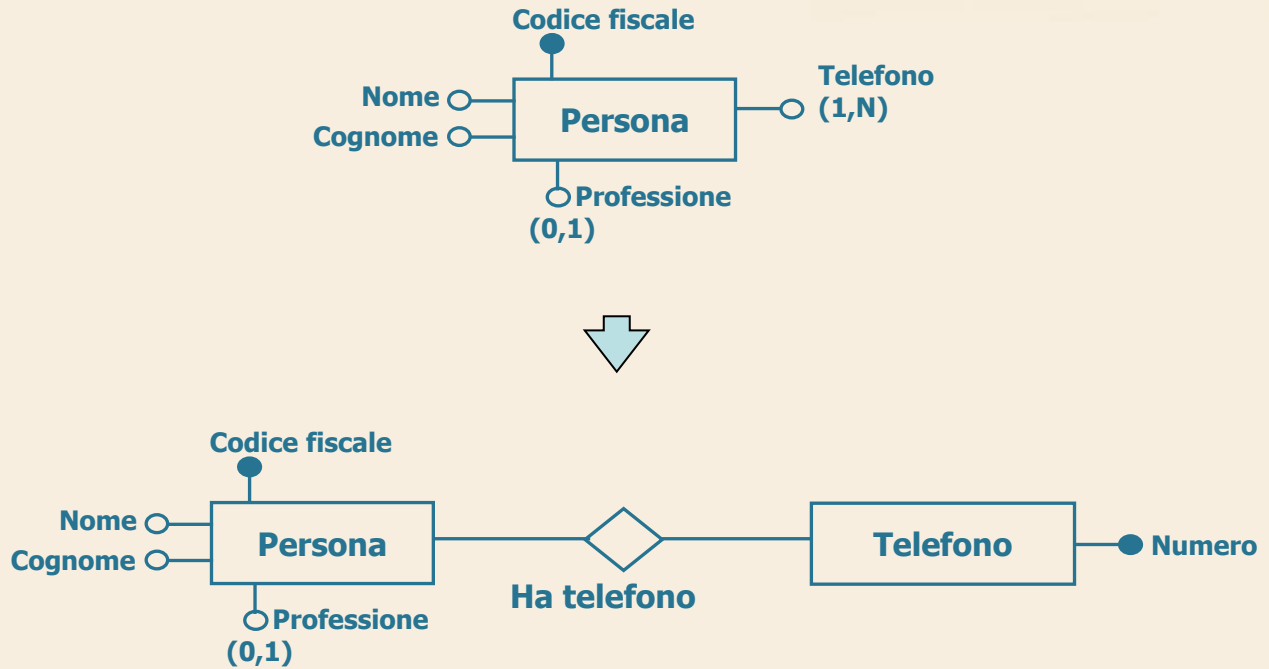 Codice fiscale
Nome
Cognome
Persona
Telefono
(1,N)
Professione
(0,1)
Codice fiscale
Nome
Cognome
Persona
Professione
(0,1)
Ha telefono
Telefono
Numero